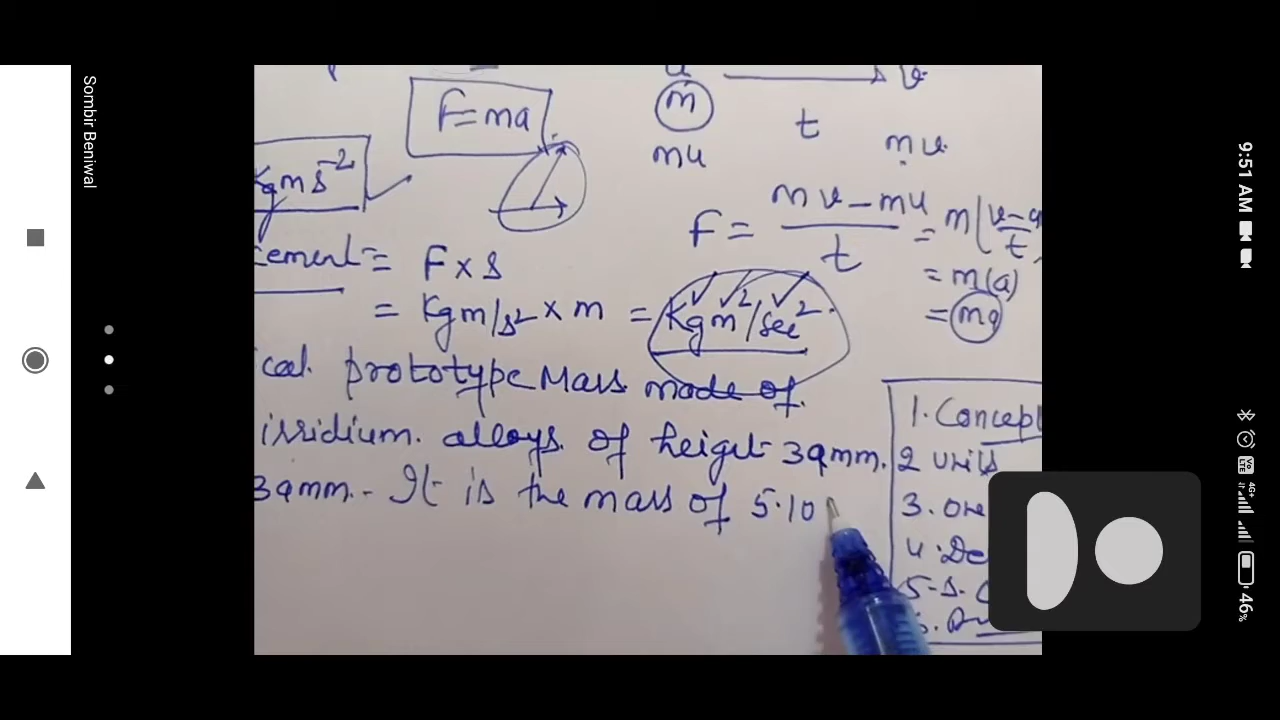 Sombir Beniwal
F=ma
m
mu
t
mv
Kgms-2
F = mv-mu/t = m(v-u/t)
= m(a)
= ma
cement = F×s
= Kgm/s2 × m = Kgm2/sec2.
ical prototype Mass made of.
irridium. alloys. of height 39mm.
39mm. - It is the mass of 5.10
1. Concept
2 units
3. One
4. De
5-S. C
9:51 AM
4G+
46%